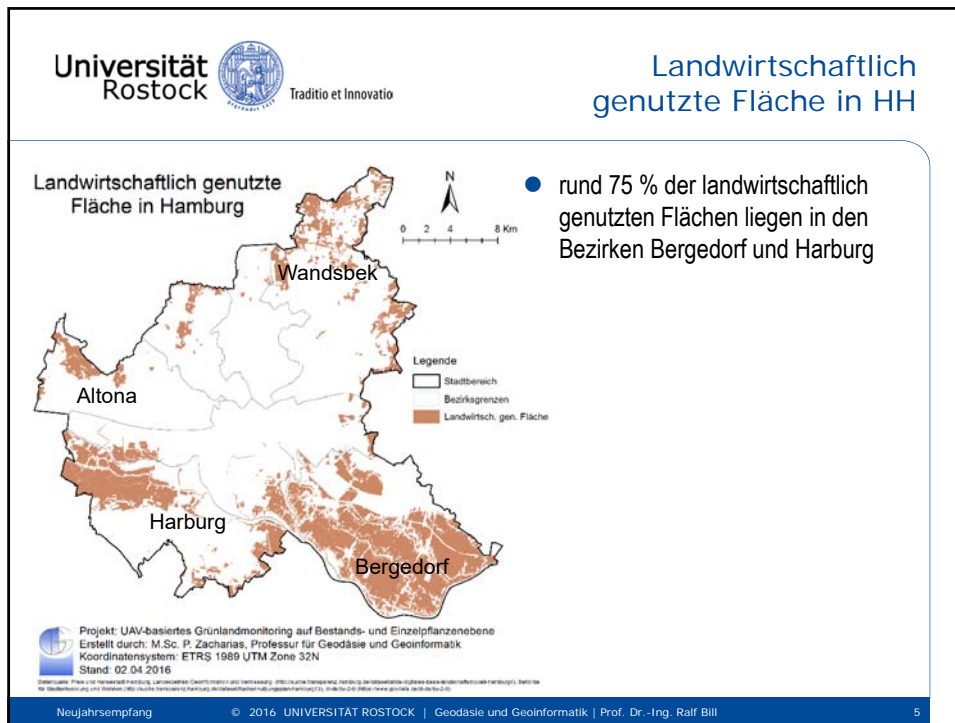 Universität
Rostock
Traditio et Innovatio
Landwirtschaftlich
genutzte Fläche in HH
Landwirtschaftlich genutzte
Fläche in Hamburg
N
0 2 4 8 Km
Wandsbek
Altona
Harburg
Bergedorf
Legende
Stadtbereich
Bezirksgrenzen
Landwirtsch. gen. Fläche
rund 75 % der landwirtschaftlich
genutzten Flächen liegen in den
Bezirken Bergedorf und Harburg
Projekt: UAV-basiertes Grünlandmonitoring auf Bestands- und Einzelpflanzenebene
Erstellt durch: M.Sc. P. Zacharias, Professur für Geodäsie und Geoinformatik
Koordinatensystem: ETRS 1989 UTM Zone 32N
Stand: 02.04.2016
Neujahrsempfang © 2016 UNIVERSITÄT ROSTOCK | Geodäsie und Geoinformatik | Prof. Dr.-Ing. Ralf Bill 5